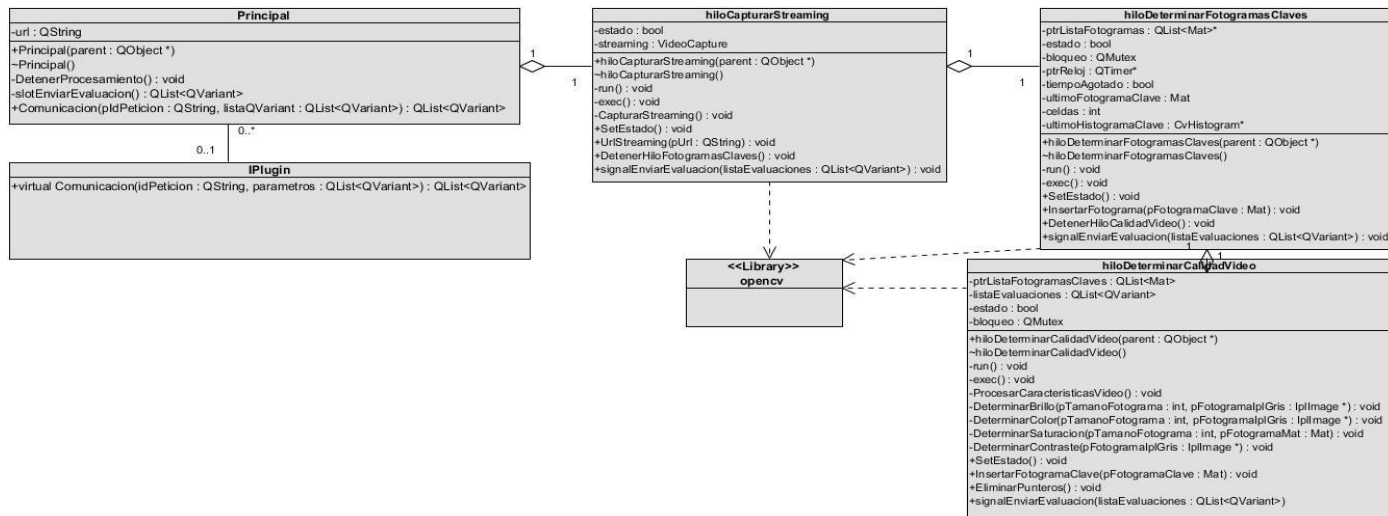 Principal
-url : QString
+Principal(parent : QObject *)
~Principal()
-DetenerProcesamiento() : void
-slotEnviarEvaluacion() : QList<QVariant>
+Comunicacion(pIdPeticion : QString, listaQVariant : QList<QVariant>) : QList<QVariant>
1
1
0..*
0..1
IPlugin
+virtual Comunicacion(idPeticion : QString, parametros : QList<QVariant>) : QList<QVariant>
hiloCapturarStreaming
-estado : bool
-streaming : VideoCapture
+hiloCapturarStreaming(parent : QObject *)
~hiloCapturarStreaming()
-run() : void
-exec() : void
-CapturarStreaming() : void
+SetEstado() : void
+UrlStreaming(pUrl : QString) : void
+DetenerHiloFotogramasClaves() : void
+signalEnviarEvaluacion(listaEvaluaciones : QList<QVariant>) : void
1
1
hiloDeterminarFotogramasClaves
-ptrListaFotogramas : QList<Mat>*
-estado : bool
-bloqueo : QMutex
-ptrReloj : QTimer*
-tiempoAgotado : bool
-ultimoFotogramaClave : Mat
-celdas : int
-ultimoHistogramaClave : CvHistogram*
+hiloDeterminarFotogramasClaves(parent : QObject *)
~hiloDeterminarFotogramasClaves()
-run() : void
-exec() : void
+SetEstado() : void
+InsertarFotograma(pFotogramaClave : Mat) : void
+DetenerHiloCalidadVideo() : void
+signalEnviarEvaluacion(listaEvaluaciones : QList<QVariant>) : void
1
1
<<Library>>
opencv
hiloDeterminarCalidadVideo
-ptrListaFotogramasClaves : QList<Mat>
-listaEvaluaciones : QList<QVariant>
-estado : bool
-bloqueo : QMutex
+hiloDeterminarCalidadVideo(parent : QObject *)
~hiloDeterminarCalidadVideo()
-run() : void
-exec() : void
-ProcesarCaracteristicasVideo() : void
-DeterminarBrillo(pTamanoFotograma : int, pFotogramaIplGris : IplImage *) : void
-DeterminarColor(pTamanoFotograma : int, pFotogramaIplGris : IplImage *) : void
-DeterminarSaturacion(pTamanoFotograma : int, pFotogramaMat : Mat) : void
-DeterminarContraste(pFotogramaIplGris : IplImage *) : void
+SetEstado() : void
+InsertarFotogramaClave(pFotogramaClave : Mat) : void
+EliminarPunteros() : void
+signalEnviarEvaluacion(listaEvaluaciones : QList<QVariant>)